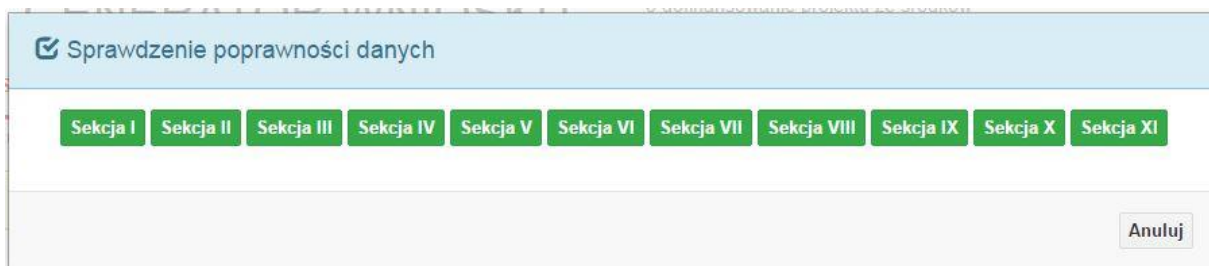 Sprawdzenie poprawności danych
Sekcja I Sekcja II Sekcja III Sekcja IV Sekcja V Sekcja VI Sekcja VII Sekcja VIII Sekcja IX Sekcja X Sekcja XI
Anuluj